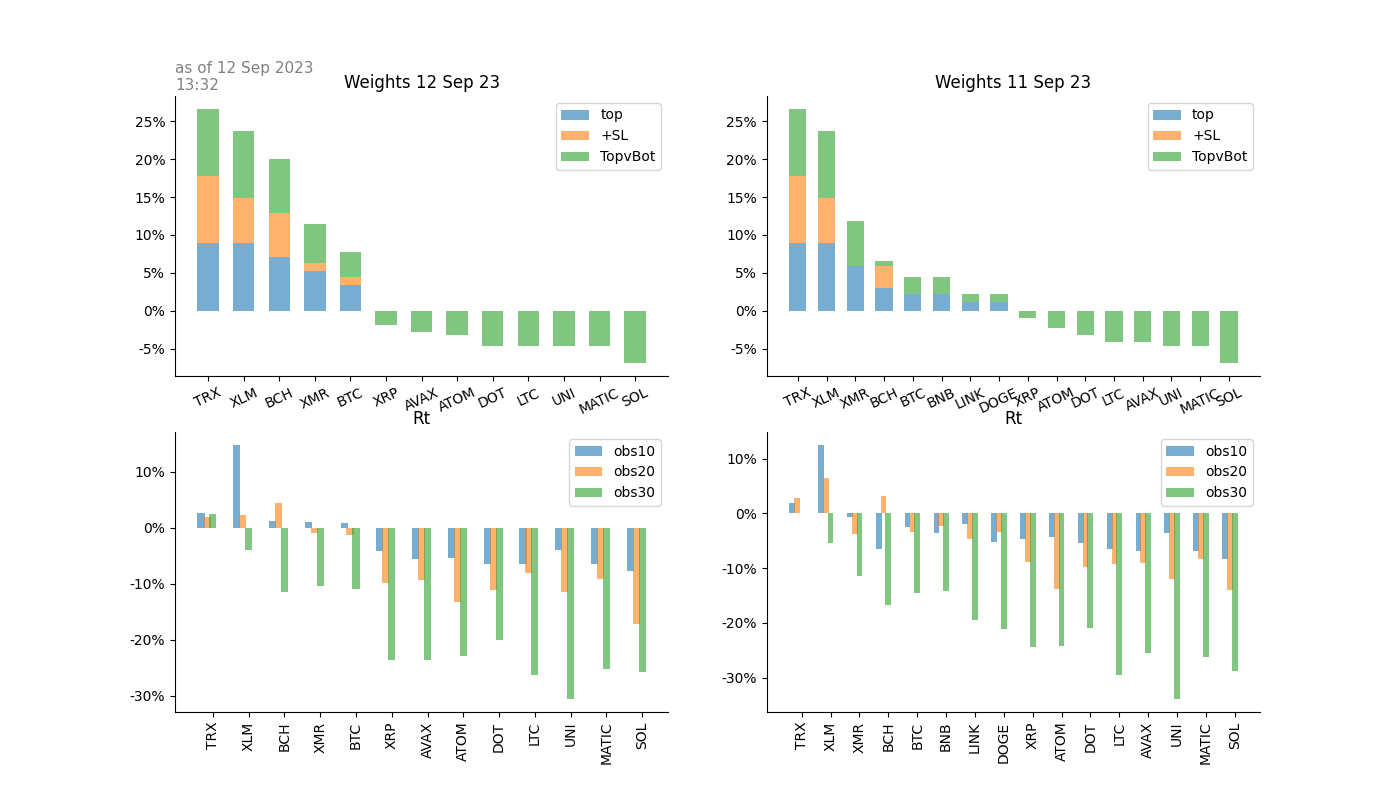 as of 12 Sep 2023
13:32
Weights 12 Sep 23
top
+SL
TopvBot
25%
20%
15%
10%
5%
0%
-5%
TRX XLM BCH XMR BTC XRP AVAX ATOM DOT LTC UNI MATIC SOL
Weights 11 Sep 23
top
+SL
TopvBot
25%
20%
15%
10%
5%
0%
-5%
TRX XLM XMR BCH BTC BNB LINK DOGE XRP ATOM DOT LTC AVAX UNI MATIC SOL
Rt
obs10
obs20
obs30
10%
0%
-10%
-20%
-30%
TRX XLM BCH XMR BTC XRP AVAX ATOM DOT LTC UNI MATIC SOL
Rt
obs10
obs20
obs30
10%
0%
-10%
-20%
-30%
TRX XLM XMR BCH BTC BNB LINK DOGE XRP ATOM DOT LTC AVAX UNI MATIC SOL